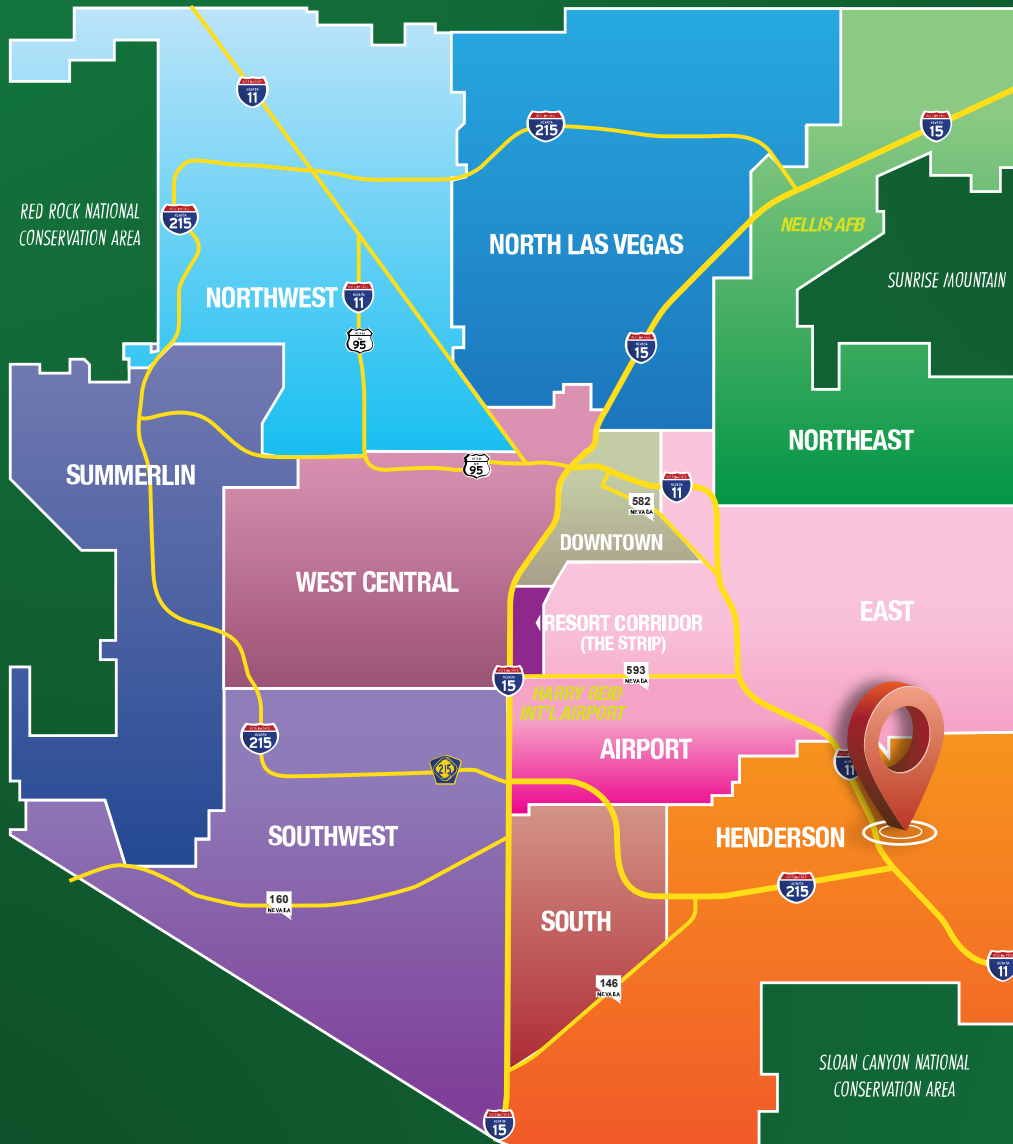 11
215
15
RED ROCK NATIONAL
CONSERVATION AREA
215
NELLIS AFB
NORTH LAS VEGAS
SUNRISE MOUNTAIN
NORTHWEST
11
95
15
NORTHEAST
SUMMERLIN
95
11
582
NEVADA
DOWNTOWN
WEST CENTRAL
EAST
RESORT CORRIDOR
(THE STRIP)
593
NEVADA
15
HARRY REID
INT'L AIRPORT
215
AIRPORT
11
215
SOUTHWEST
HENDERSON
160
NEVADA
215
SOUTH
11
146
NEVADA
SLOAN CANYON NATIONAL
CONSERVATION AREA
15